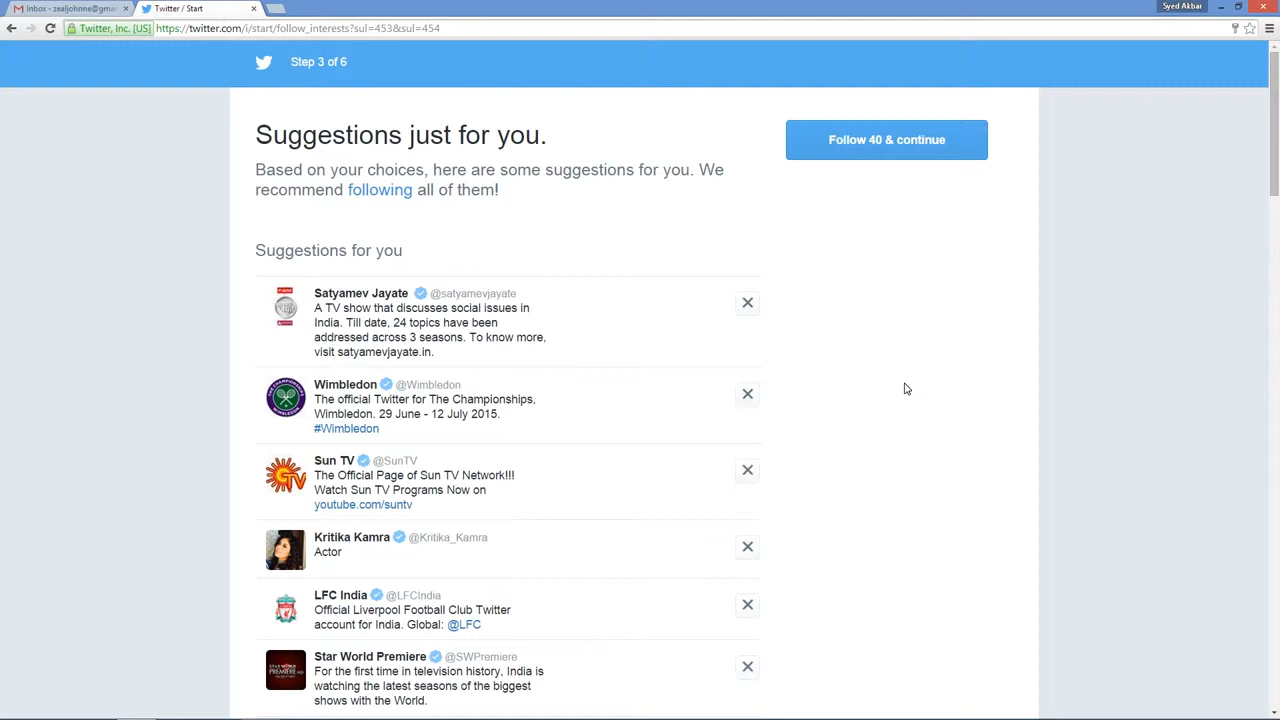 Inbox - zealjohnne@gmai
Twitter / Start
Syed Akbar
Twitter, Inc. [US]
https://twitter.com/i/start/follow_interests?sul=453&sul=454
Step 3 of 6
Suggestions just for you.
Follow 40 & continue
Based on your choices, here are some suggestions for you. We
recommend following all of them!
Suggestions for you
Satyamev Jayate @satyamevjayate
A TV show that discusses social issues in
India. Till date, 24 topics have been
addressed across 3 seasons. To know more,
visit satyamevjayate.in.
Wimbledon @Wimbledon
The official Twitter for The Championships,
Wimbledon. 29 June - 12 July 2015.
#Wimbledon
Sun TV @SunTV
The Official Page of Sun TV Network!!!
Watch Sun TV Programs Now on
youtube.com/suntv
Kritika Kamra @Kritika_Kamra
Actor
LFC India @LFCIndia
Official Liverpool Football Club Twitter
account for India. Global: @LFC
Star World Premiere @SWPremiere
For the first time in television history, India is
watching the latest seasons of the biggest
shows with the World.